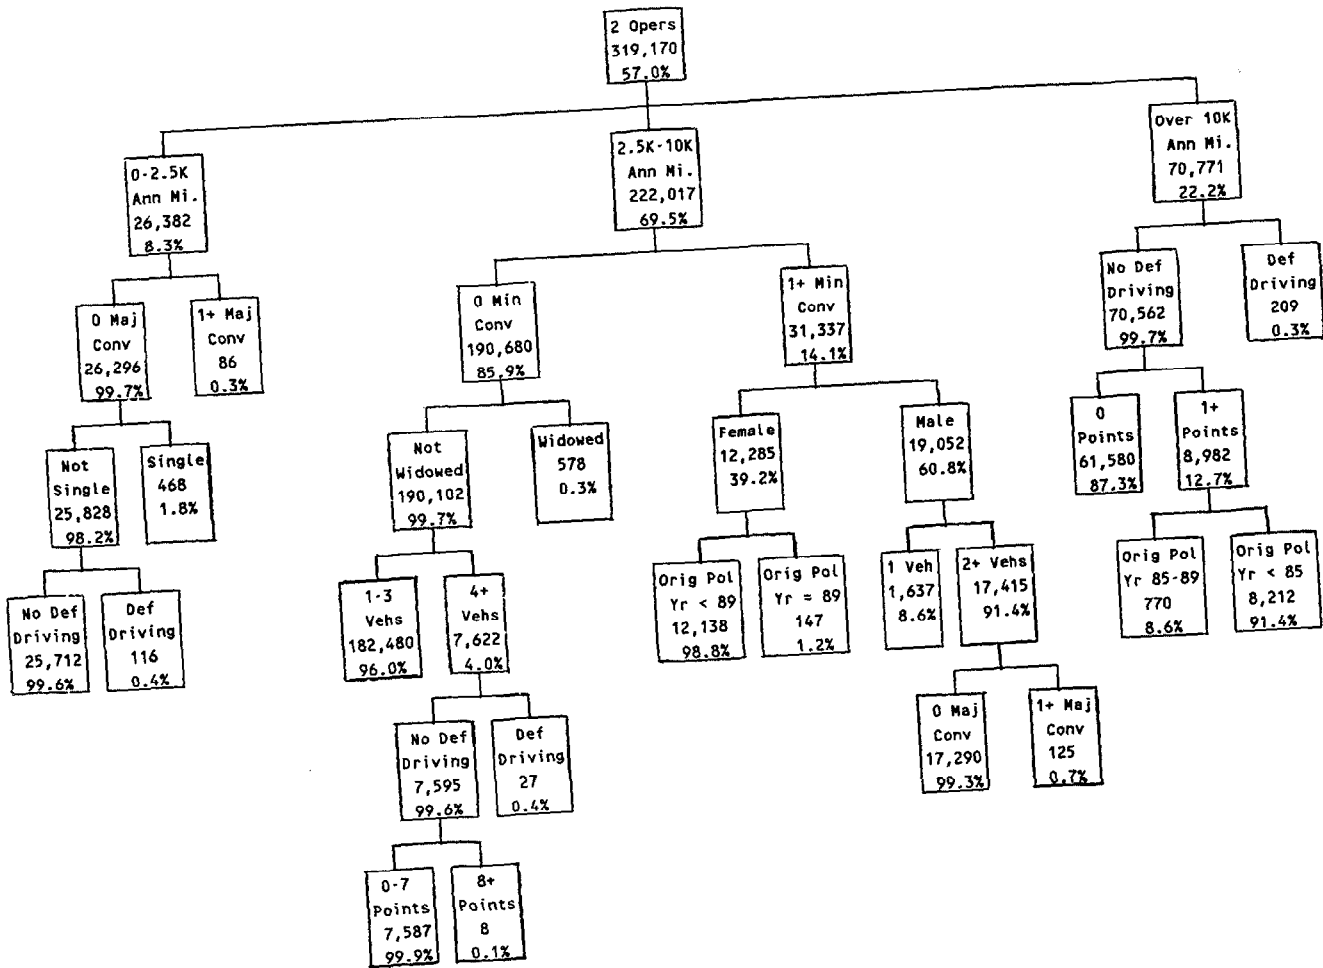 2 Opers
319,170
57.0%
0-2.5K
Ann Mi.
26,382
8.3%
2.5K-10K
Ann Mi.
222,017
69.5%
Over 10K
Ann Mi.
70,771
22.2%
0 Maj
Conv
26,296
99.7%
1+ Maj
Conv
86
0.3%
0 Min
Conv
190,680
85.9%
1+ Min
Conv
31,337
14.1%
No Def
Driving
70,562
99.7%
Def
Driving
209
0.3%
Not
Single
25,828
98.2%
Single
468
1.8%
Not
Widowed
190,102
99.7%
Widowed
578
0.3%
Female
12,285
39.2%
Male
19,052
60.8%
0
Points
61,580
87.3%
1+
Points
8,982
12.7%
No Def
Driving
25,712
99.6%
Def
Driving
116
0.4%
1-3
Vehs
182,480
96.0%
4+
Vehs
7,622
4.0%
Orig Pol
Yr < 89
12,138
98.8%
Orig Pol
Yr = 89
147
1.2%
1 Veh
1,637
8.6%
2+ Vehs
17,415
91.4%
Orig Pol
Yr 85-89
770
8.6%
Orig Pol
Yr < 85
8,212
91.4%
No Def
Driving
7,595
99.6%
Def
Driving
27
0.4%
0 Maj
Conv
17,290
99.3%
1+ Maj
Conv
125
0.7%
0-7
Points
7,587
99.9%
8+
Points
8
0.1%